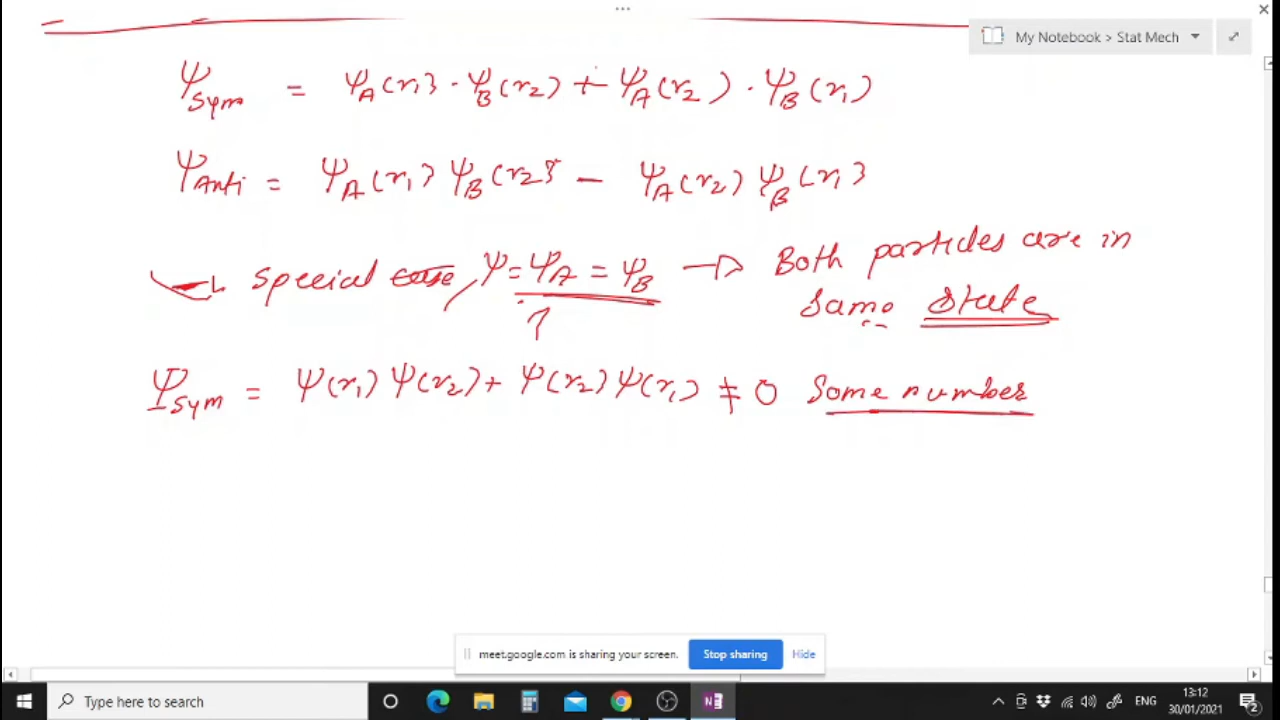 My Notebook > Stat Mech
Ψsym = ΨA(r1) · ΨB(r2) + ΨA(r2) · ΨB(r1)
ΨAnti = ΨA(r1) ΨB(r2) − ΨA(r2) ΨB(r1)
special case, Ψ = ΨA = ΨB → Both particles are in
same state
Ψsym = Ψ(r1) Ψ(r2) + Ψ(r2) Ψ(r1) ≠ 0 Some number
meet.google.com is sharing your screen. Stop sharing Hide
Type here to search
ENG
13:12
30/01/2021
2